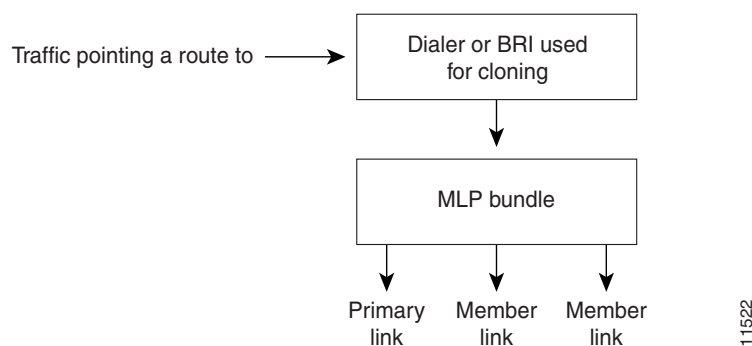 Traffic pointing a route to
Dialer or BRI used
for cloning
MLP bundle
Primary
link
Member
link
Member
link
11522